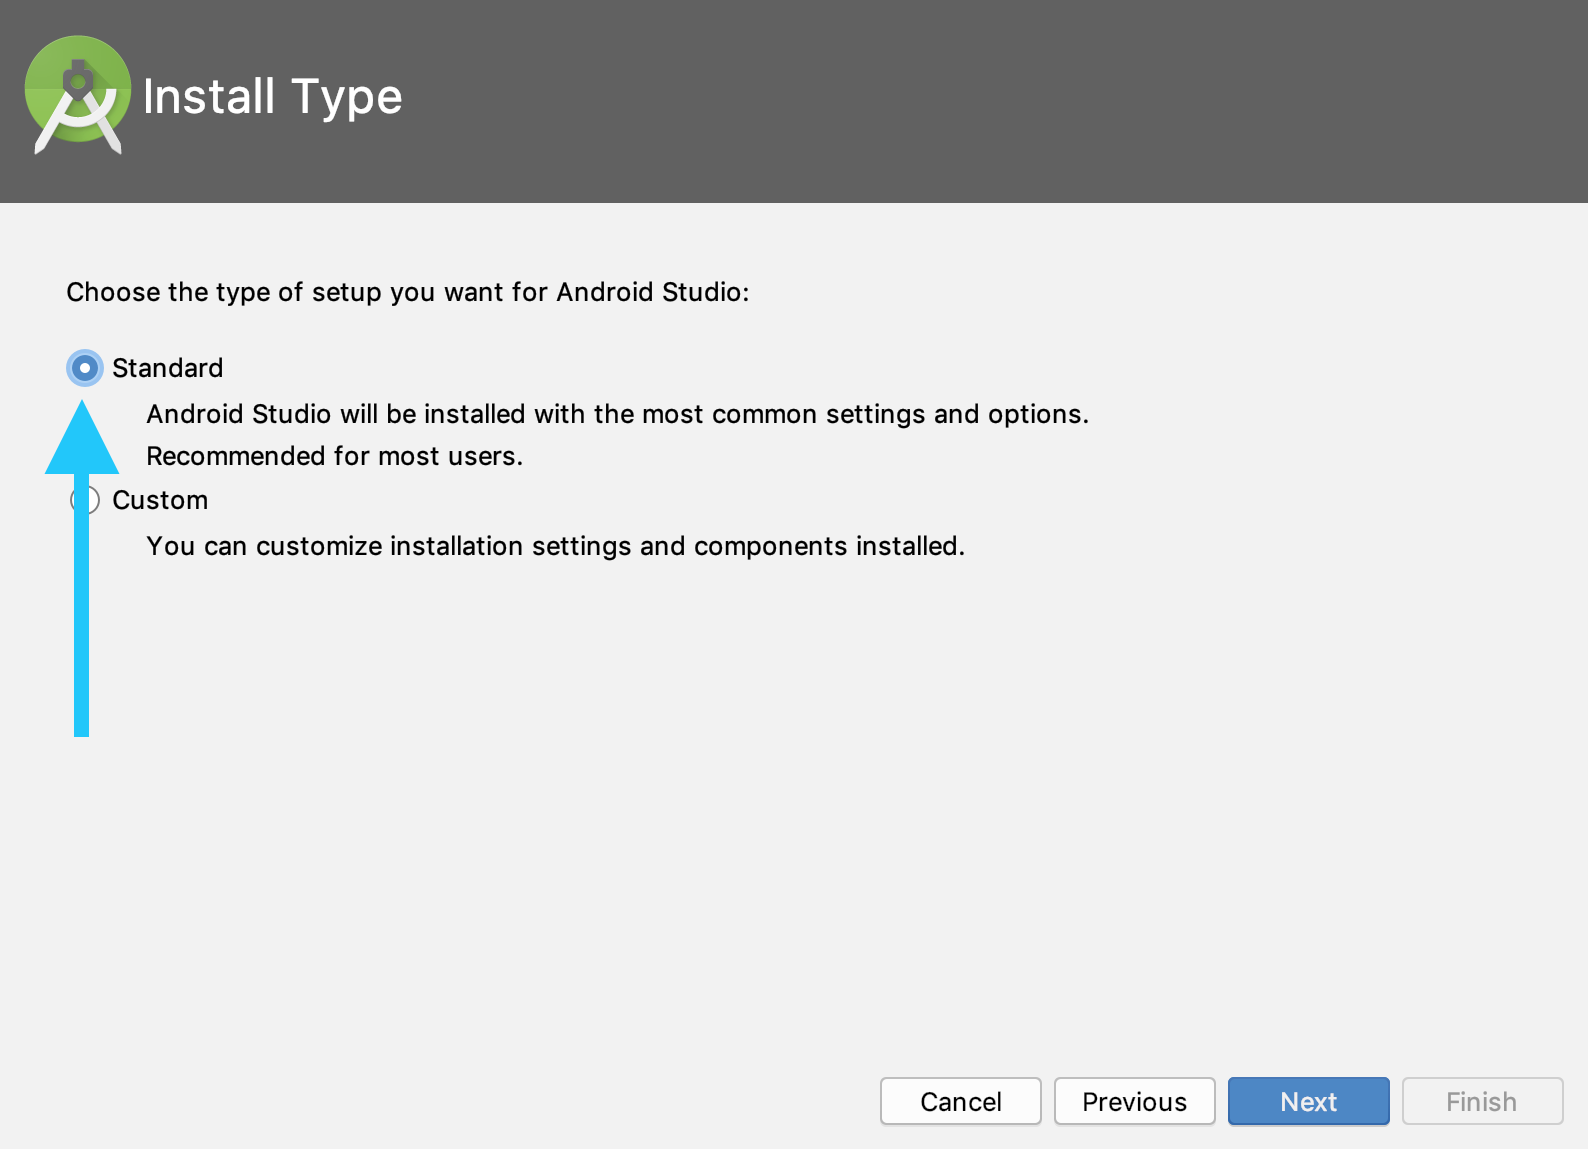 Install Type
Choose the type of setup you want for Android Studio:
Standard
Android Studio will be installed with the most common settings and options.
Recommended for most users.
Custom
You can customize installation settings and components installed.
Cancel
Previous
Next
Finish